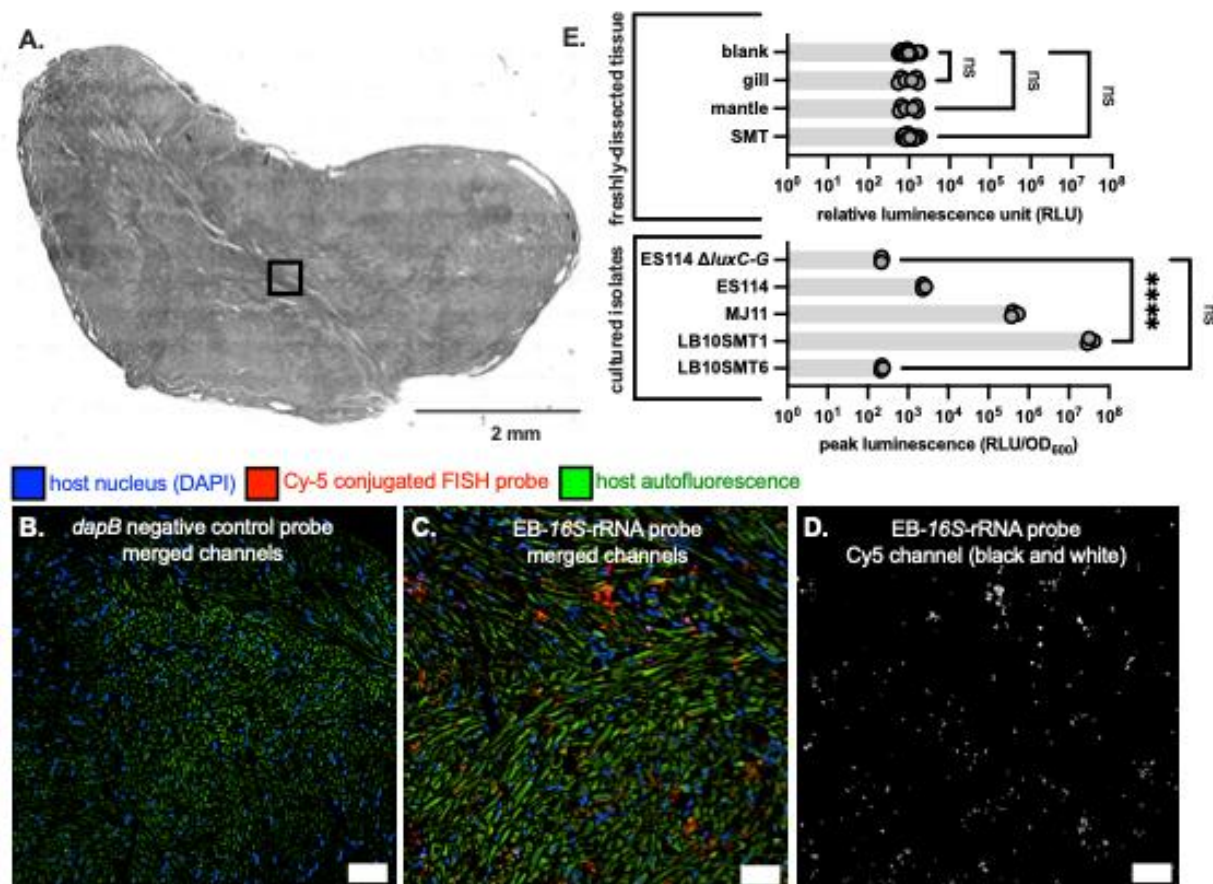 A.
2 mm
E.
freshly-dissected tissue
blank
gill
mantle
SMT
ns
ns
ns
10⁰ 10¹ 10² 10³ 10⁴ 10⁵ 10⁶ 10⁷ 10⁸
relative luminescence unit (RLU)
cultured isolates
ES114 ΔluxC-G
ES114
MJ11
LB10SMT1
LB10SMT6
****
ns
10⁰ 10¹ 10² 10³ 10⁴ 10⁵ 10⁶ 10⁷ 10⁸
peak luminescence (RLU/OD₆₀₀)
host nucleus (DAPI) Cy-5 conjugated FISH probe host autofluorescence
B. dapB negative control probe
merged channels
C. EB-16S-rRNA probe
merged channels
D. EB-16S-rRNA probe
Cy5 channel (black and white)